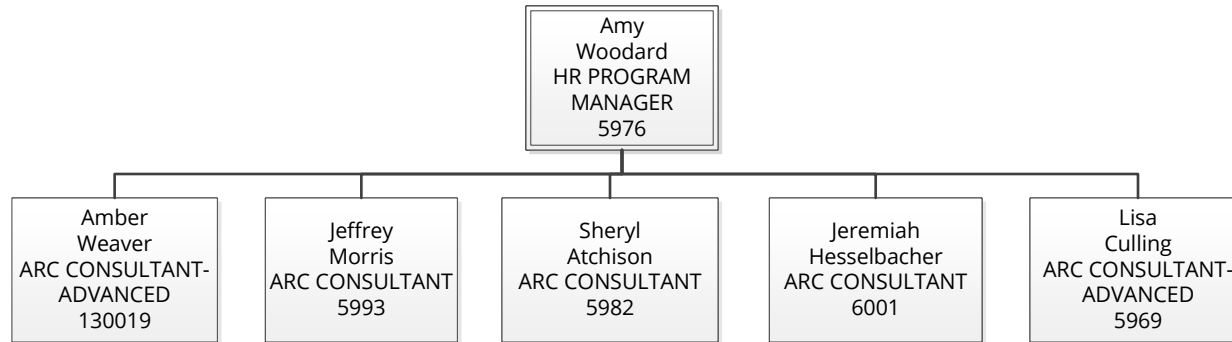 Amy
Woodard
HR PROGRAM
MANAGER
5976
Amber
Weaver
ARC CONSULTANT-
ADVANCED
130019
Jeffrey
Morris
ARC CONSULTANT
5993
Sheryl
Atchison
ARC CONSULTANT
5982
Jeremiah
Hesselbacher
ARC CONSULTANT
6001
Lisa
Culling
ARC CONSULTANT-
ADVANCED
5969